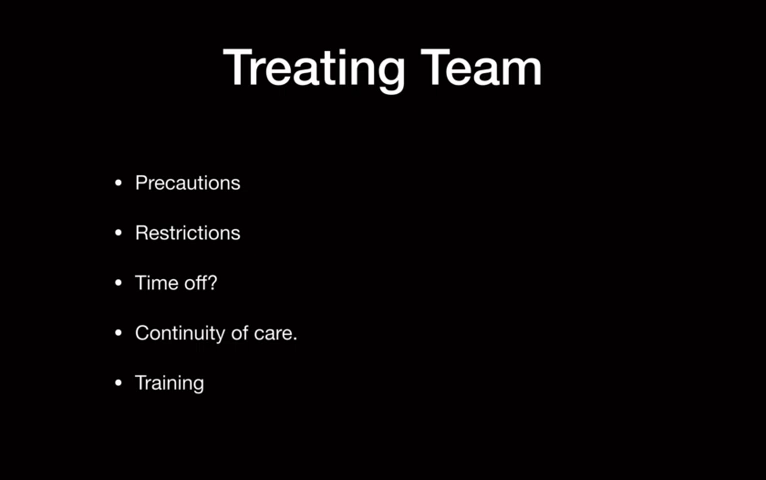 Treating Team
• Precautions
• Restrictions
• Time off?
• Continuity of care.
• Training